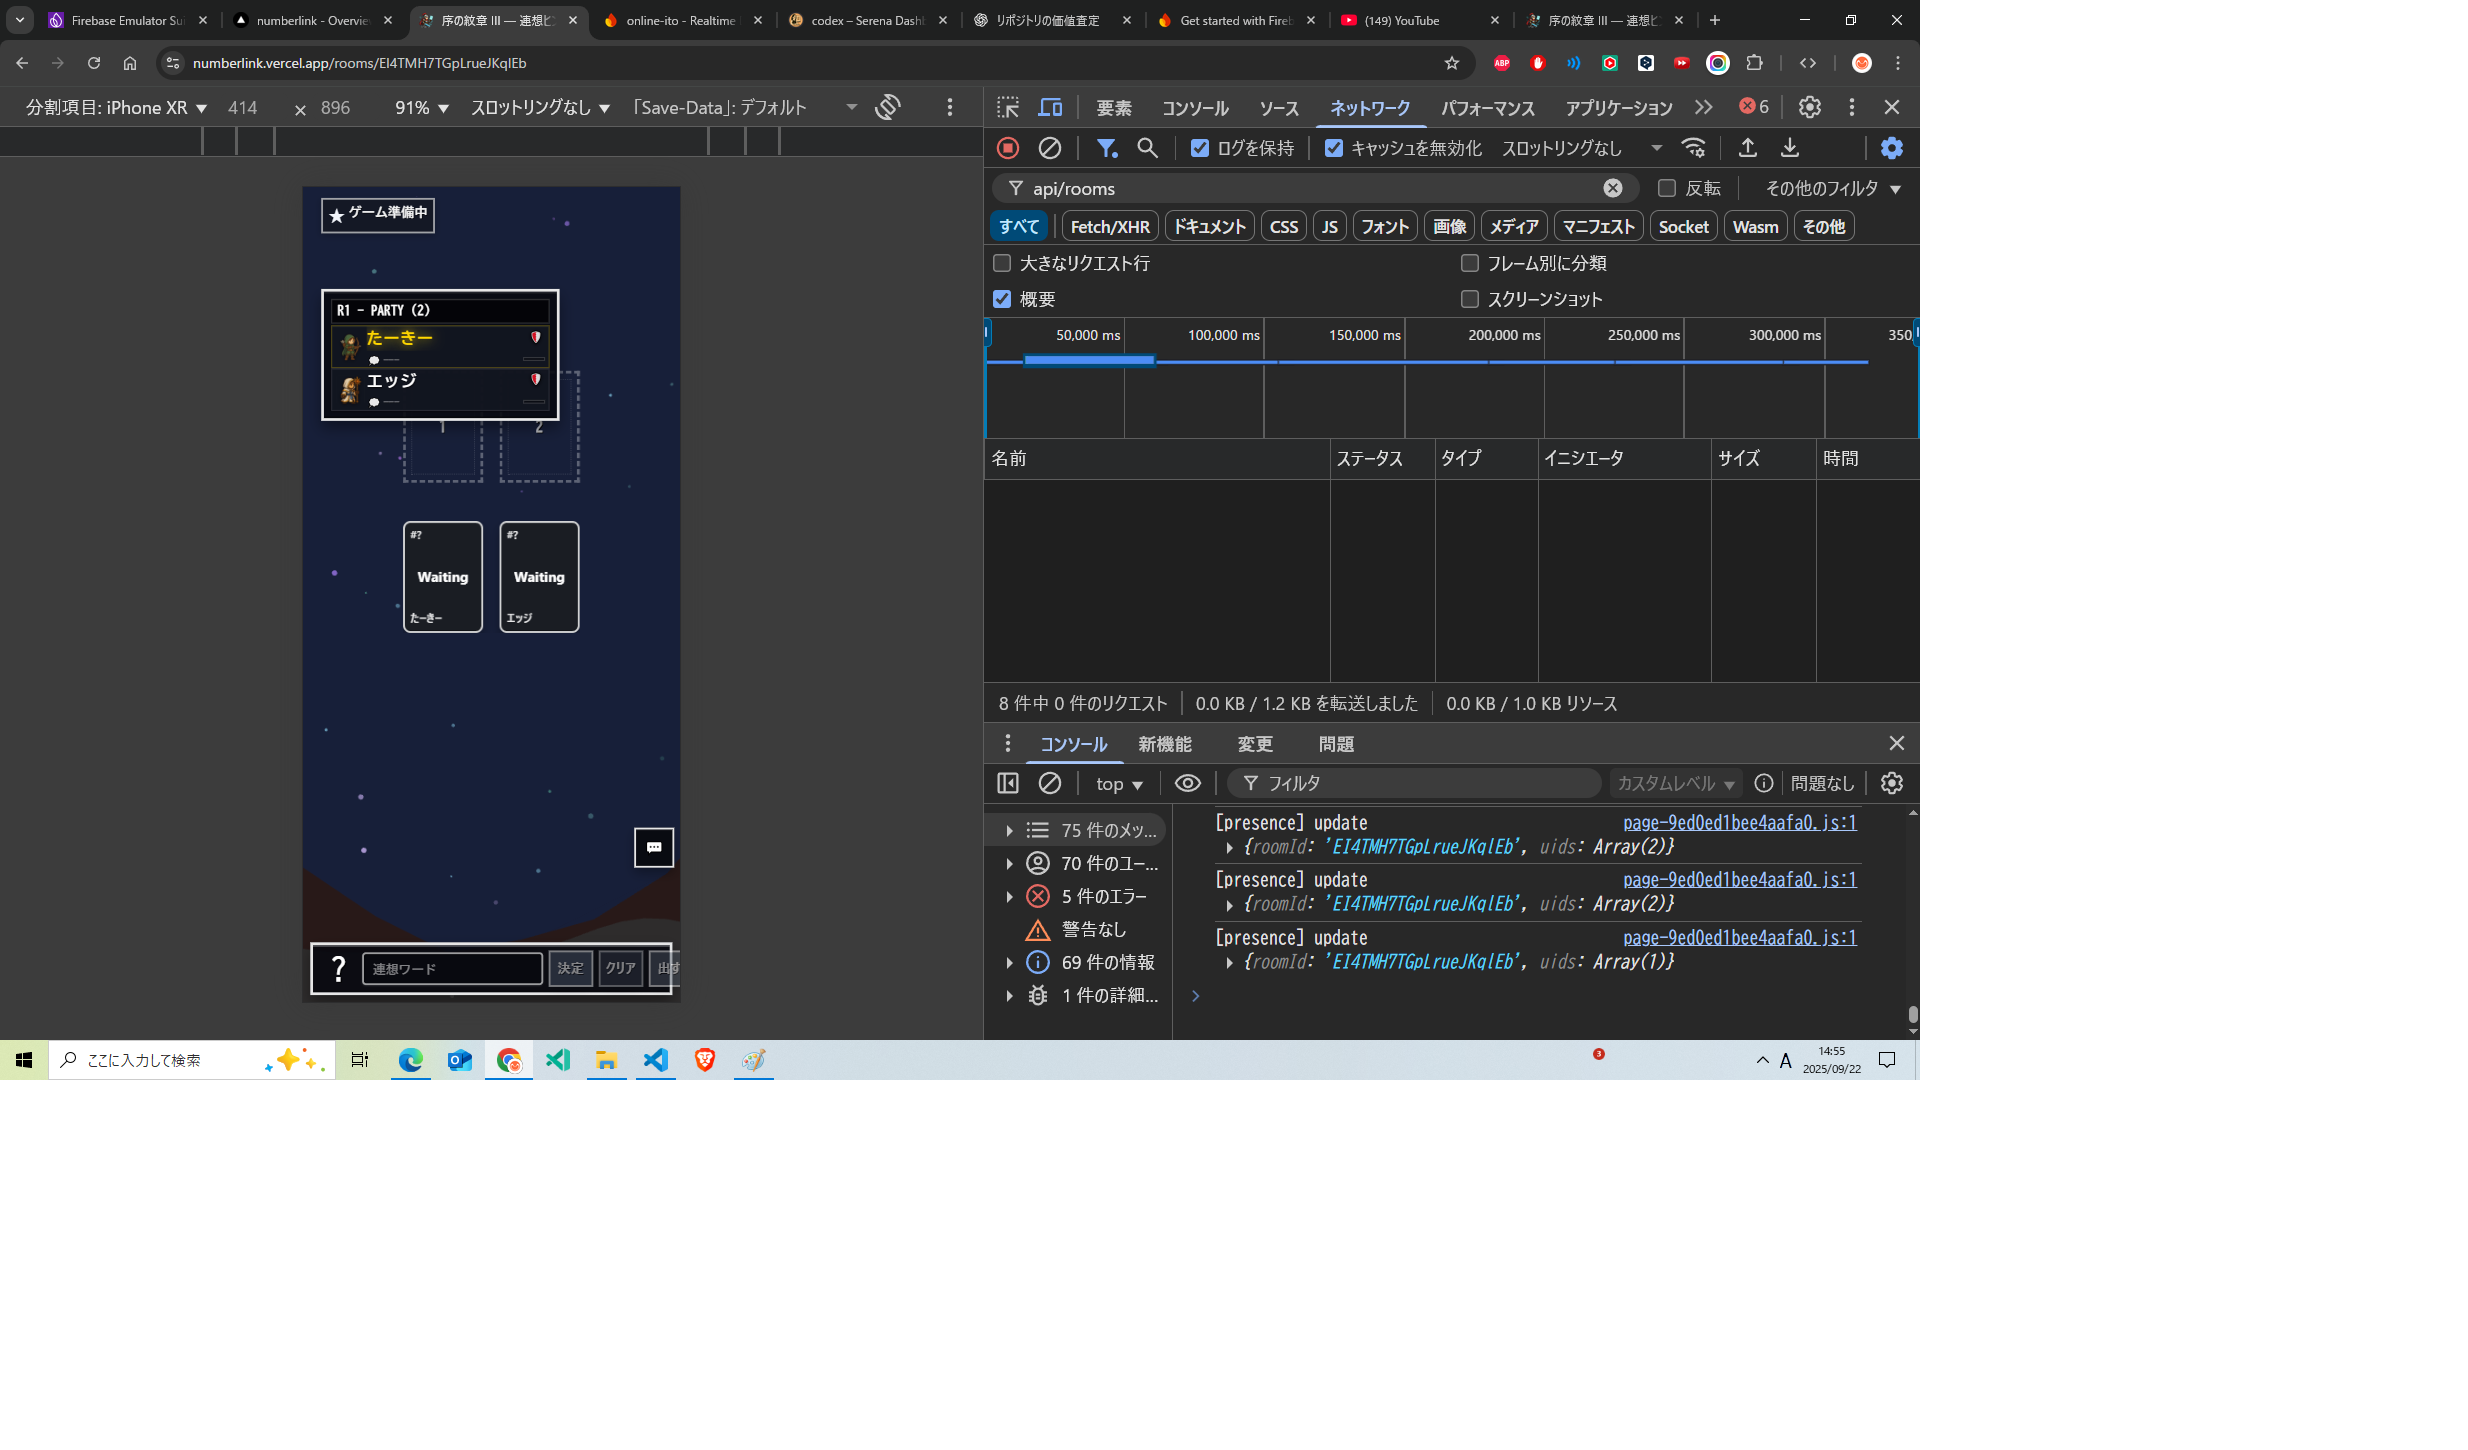 Firebase Emulator Sui
numberlink - Overvie
序の紋章 III — 連想ヒ
online-ito - Realtime
codex – Serena Dashb
リポジトリの価値査定
Get started with Fireb
(149) YouTube
序の紋章 III — 連想ヒ
numberlink.vercel.app/rooms/EI4TMH7TGpLrueJKqlEb
ABP
分割項目: iPhone XR ▼ 414 × 896 91% ▼ スロットリングなし ▼ 「Save-Data」: デフォルト
要素 コンソール ソース ネットワーク パフォーマンス アプリケーション 6
ログを保持 キャッシュを無効化 スロットリングなし
api/rooms 反転 その他のフィルタ ▼
すべて Fetch/XHR ドキュメント CSS JS フォント 画像 メディア マニフェスト Socket Wasm その他
大きなリクエスト行 フレーム別に分類
概要 スクリーンショット
50,000 ms 100,000 ms 150,000 ms 200,000 ms 250,000 ms 300,000 ms 350,
名前 ステータス タイプ イニシエータ サイズ 時間
8 件中 0 件のリクエスト 0.0 KB / 1.2 KB を転送しました 0.0 KB / 1.0 KB リソース
コンソール 新機能 変更 問題
top ▼ フィルタ カスタムレベル ▼ 問題なし
75 件のメッ...
70 件のユー...
5 件のエラー
警告なし
69 件の情報
1 件の詳細...
[presence] update page-9ed0ed1bee4aafa0.js:1
{roomId: 'EI4TMH7TGpLrueJKqlEb', uids: Array(2)}
[presence] update page-9ed0ed1bee4aafa0.js:1
{roomId: 'EI4TMH7TGpLrueJKqlEb', uids: Array(2)}
[presence] update page-9ed0ed1bee4aafa0.js:1
{roomId: 'EI4TMH7TGpLrueJKqlEb', uids: Array(1)}
★ ゲーム準備中
R1 - PARTY (2)
たーきー
エッジ
1 2
#? #?
Waiting Waiting
たーきー エッジ
? 連想ワード 決定 クリア 出す
ここに入力して検索
3
A
14:55
2025/09/22